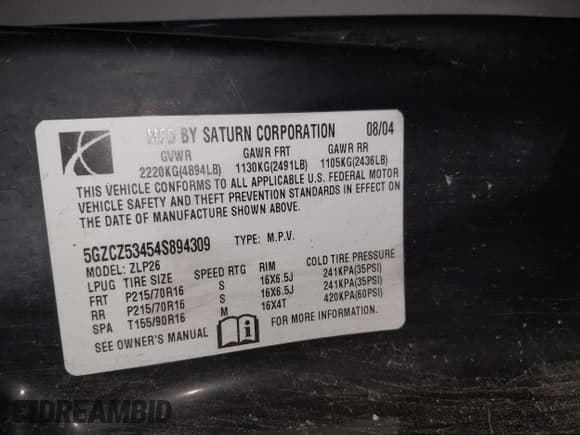 MFD BY SATURN CORPORATION 08/04
GVWR GAWR FRT GAWR RR
2220KG(4894LB) 1130KG(2491LB) 1105KG(2436LB)
THIS VEHICLE CONFORMS TO ALL APPLICABLE U.S. FEDERAL MOTOR
VEHICLE SAFETY AND THEFT PREVENTION STANDARDS IN EFFECT ON
THE DATE OF MANUFACTURE SHOWN ABOVE.
5GZCZ53454S894309 TYPE: M.P.V.
MODEL: ZLP26
LPUG TIRE SIZE SPEED RTG RIM COLD TIRE PRESSURE
FRT P215/70R16 S 16X6.5J 241KPA(35PSI)
RR P215/70R16 S 16X6.5J 241KPA(35PSI)
SPA T155/90R16 M 16X4T 420KPA(60PSI)
SEE OWNER'S MANUAL FOR MORE INFORMATION.
DREAMBID